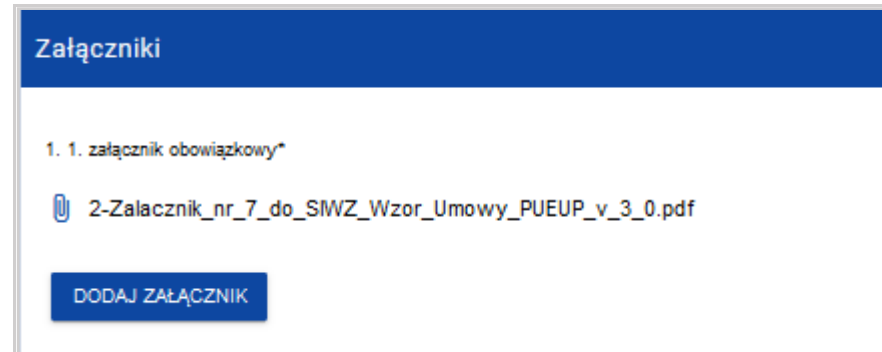 Załączniki
1. 1. załącznik obowiązkowy*
2-Zalacznik_nr_7_do_SIWZ_Wzor_Umowy_PUEUP_v_3_0.pdf
DODAJ ZAŁĄCZNIK